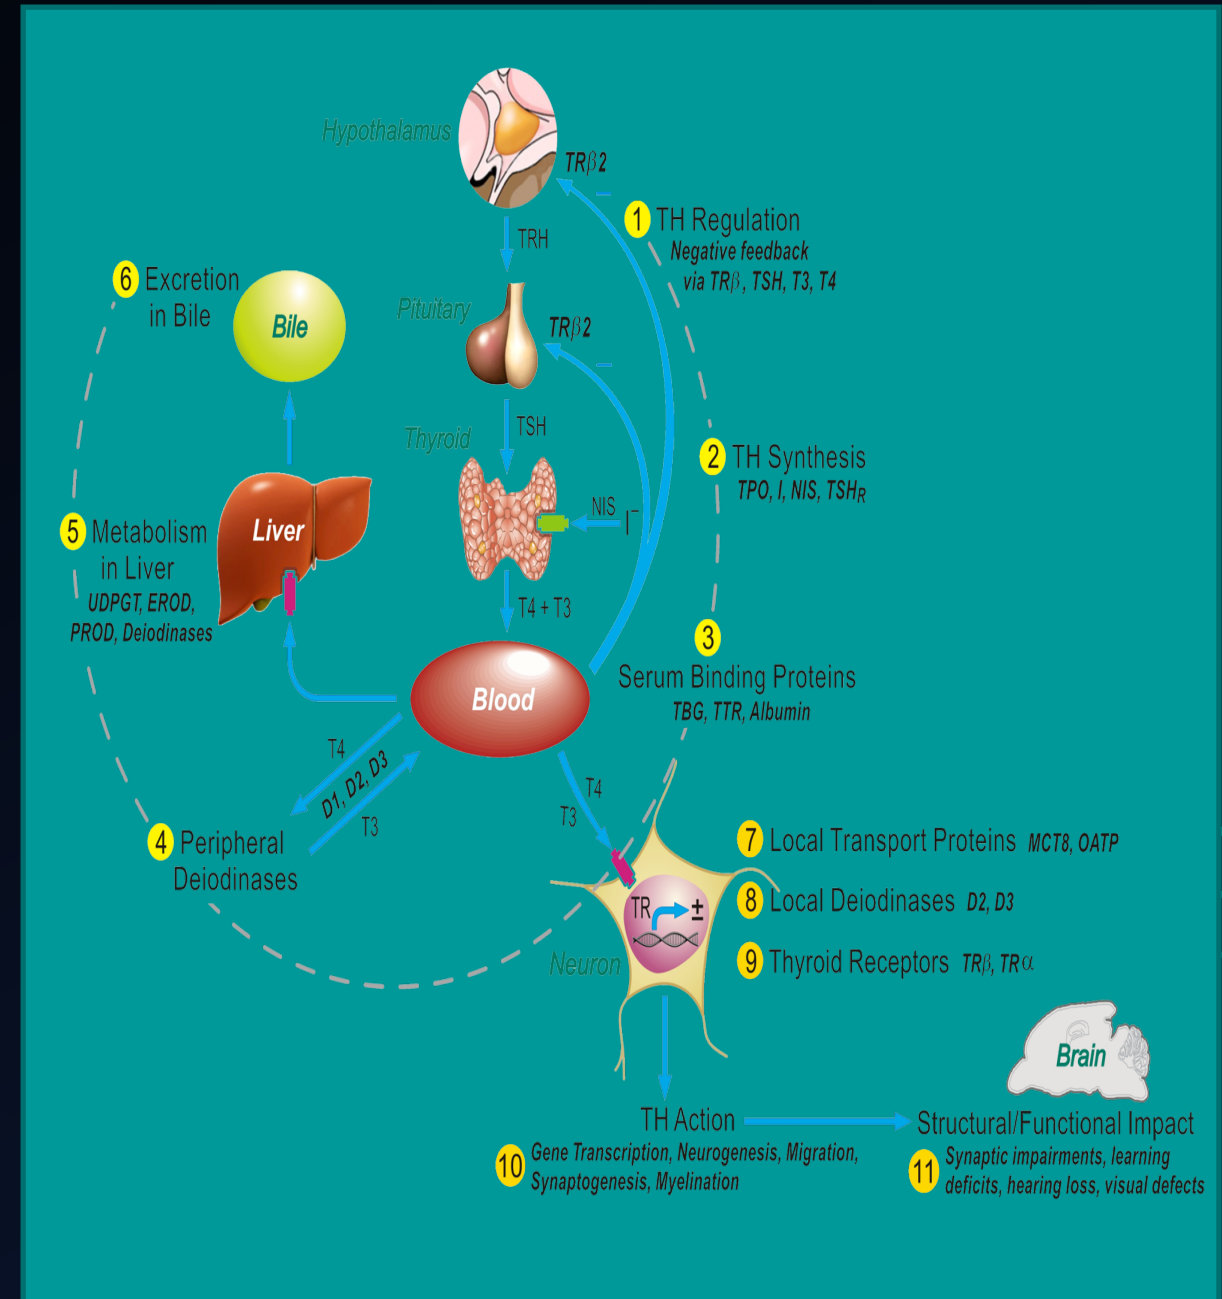 Hypothalamus
TRβ2
–
1 TH Regulation
Negative feedback
via TRβ, TSH, T3, T4
TRH
6 Excretion
in Bile
Bile
Pituitary
TRβ2
–
TSH
Thyroid
2 TH Synthesis
TPO, I, NIS, TSHR
NIS
I–
5 Metabolism
in Liver
UDPGT, EROD,
PROD, Deiodinases
Liver
T4 + T3
3
Serum Binding Proteins
TBG, TTR, Albumin
Blood
T4
D1, D2, D3
T3
T4
T3
4 Peripheral
Deiodinases
7 Local Transport Proteins MCT8, OATP
8 Local Deiodinases D2, D3
9 Thyroid Receptors TRβ, TRα
TR ±
Neuron
Brain
TH Action
10 Gene Transcription, Neurogenesis, Migration,
Synaptogenesis, Myelination
Structural/Functional Impact
11 Synaptic impairments, learning
deficits, hearing loss, visual defects